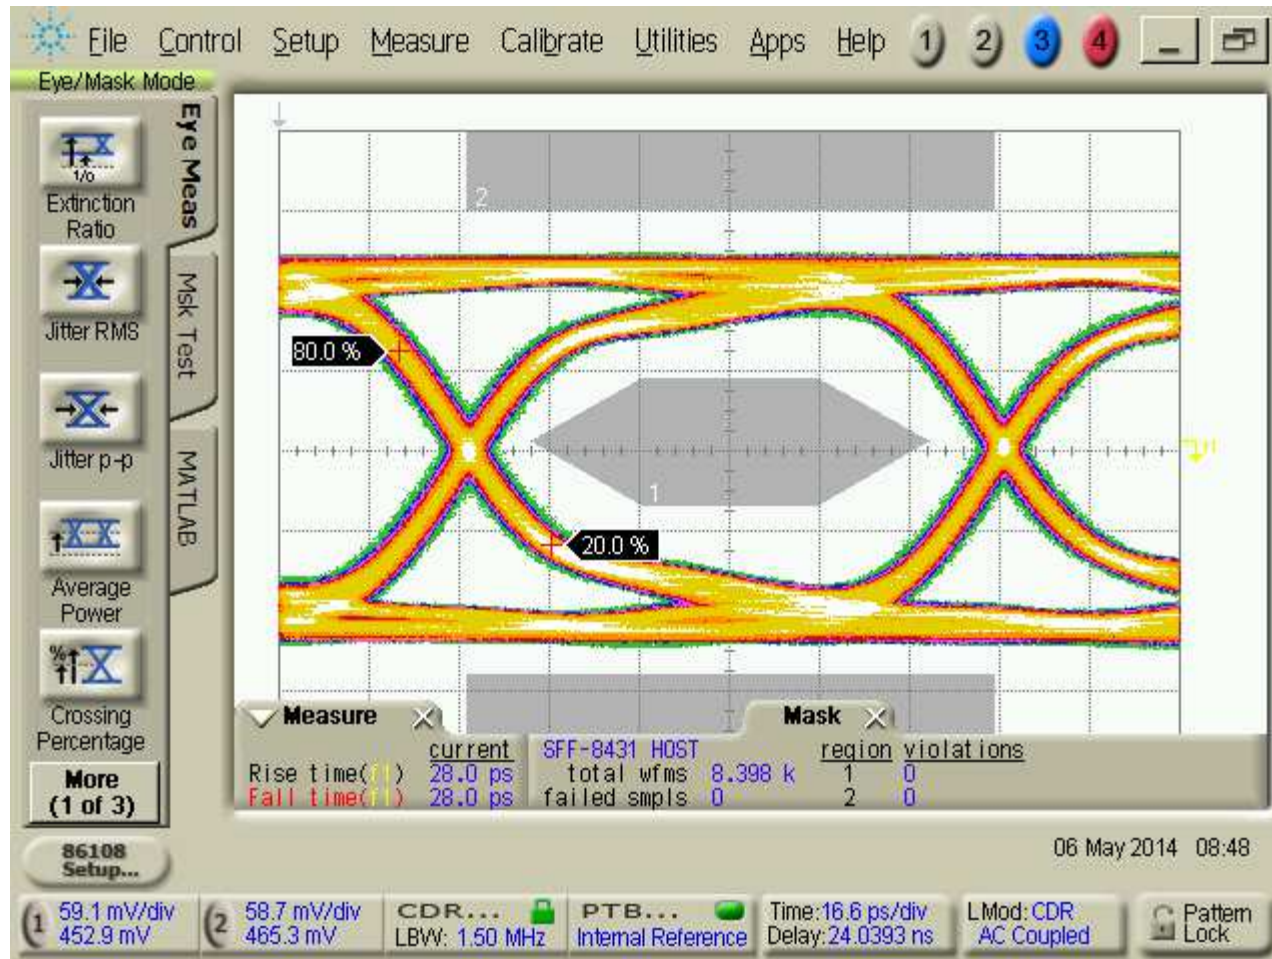 File Control Setup Measure Calibrate Utilities Apps Help 1 2 3 4
Eye/Mask Mode
Eye Meas
Msk Test
MATLAB
1/0
Extinction
Ratio
Jitter RMS
Jitter p-p
Average
Power
%
Crossing
Percentage
More
(1 of 3)
86108
Setup...
2
80.0 %
1
20.0 %
Measure
current
Rise time(f1) 28.0 ps
Fall time(f1) 28.0 ps
Mask
SFF-8431 HOST
total wfms 8.398 k
failed smpls 0
region violations
1 0
2 0
06 May 2014 08:48
1 59.1 mV/div
452.9 mV
2 58.7 mV/div
465.3 mV
CDR...
LBW: 1.50 MHz
PTB...
Internal Reference
Time:16.6 ps/div
Delay:24.0393 ns
LMod: CDR
AC Coupled
Pattern
Lock